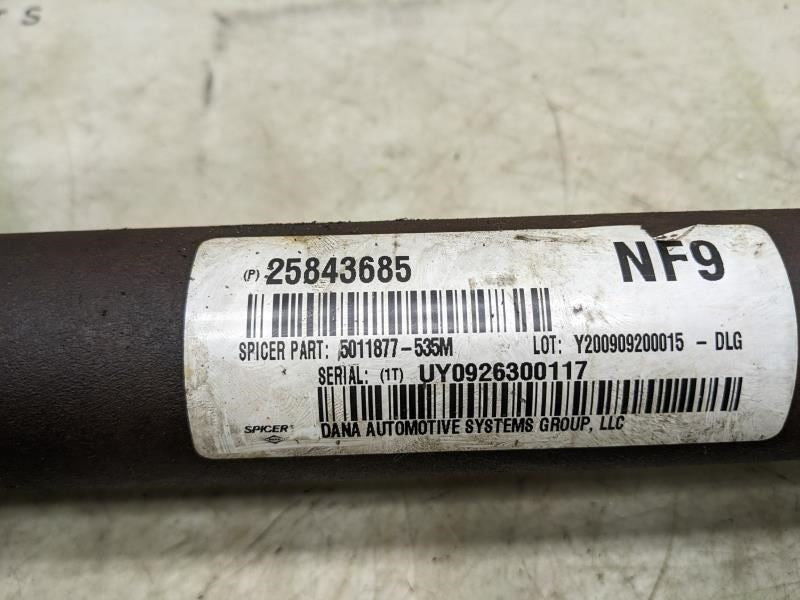 (P) 25843685 NF9
SPICER PART: 5011877-535M LOT: Y200909200015 - DLG
SERIAL: (1T) UY0926300117
SPICER DANA AUTOMOTIVE SYSTEMS GROUP, LLC